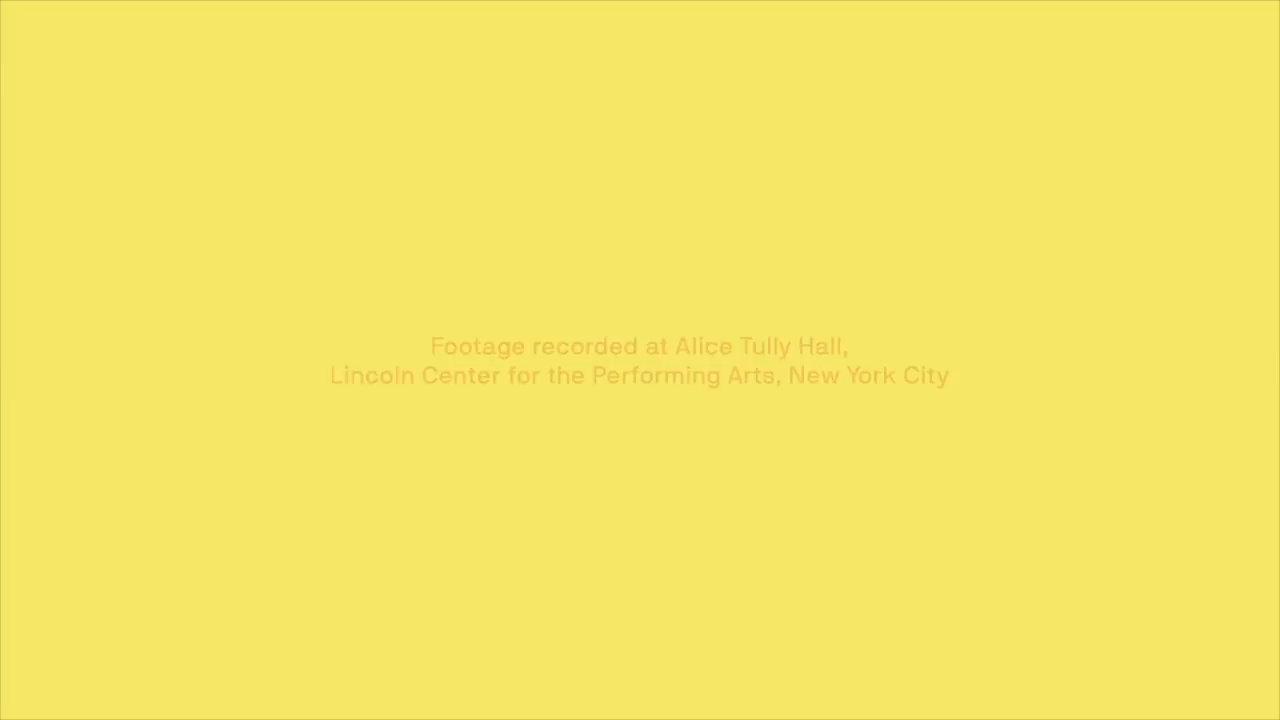 Footage recorded at Alice Tully Hall,
Lincoln Center for the Performing Arts, New York City